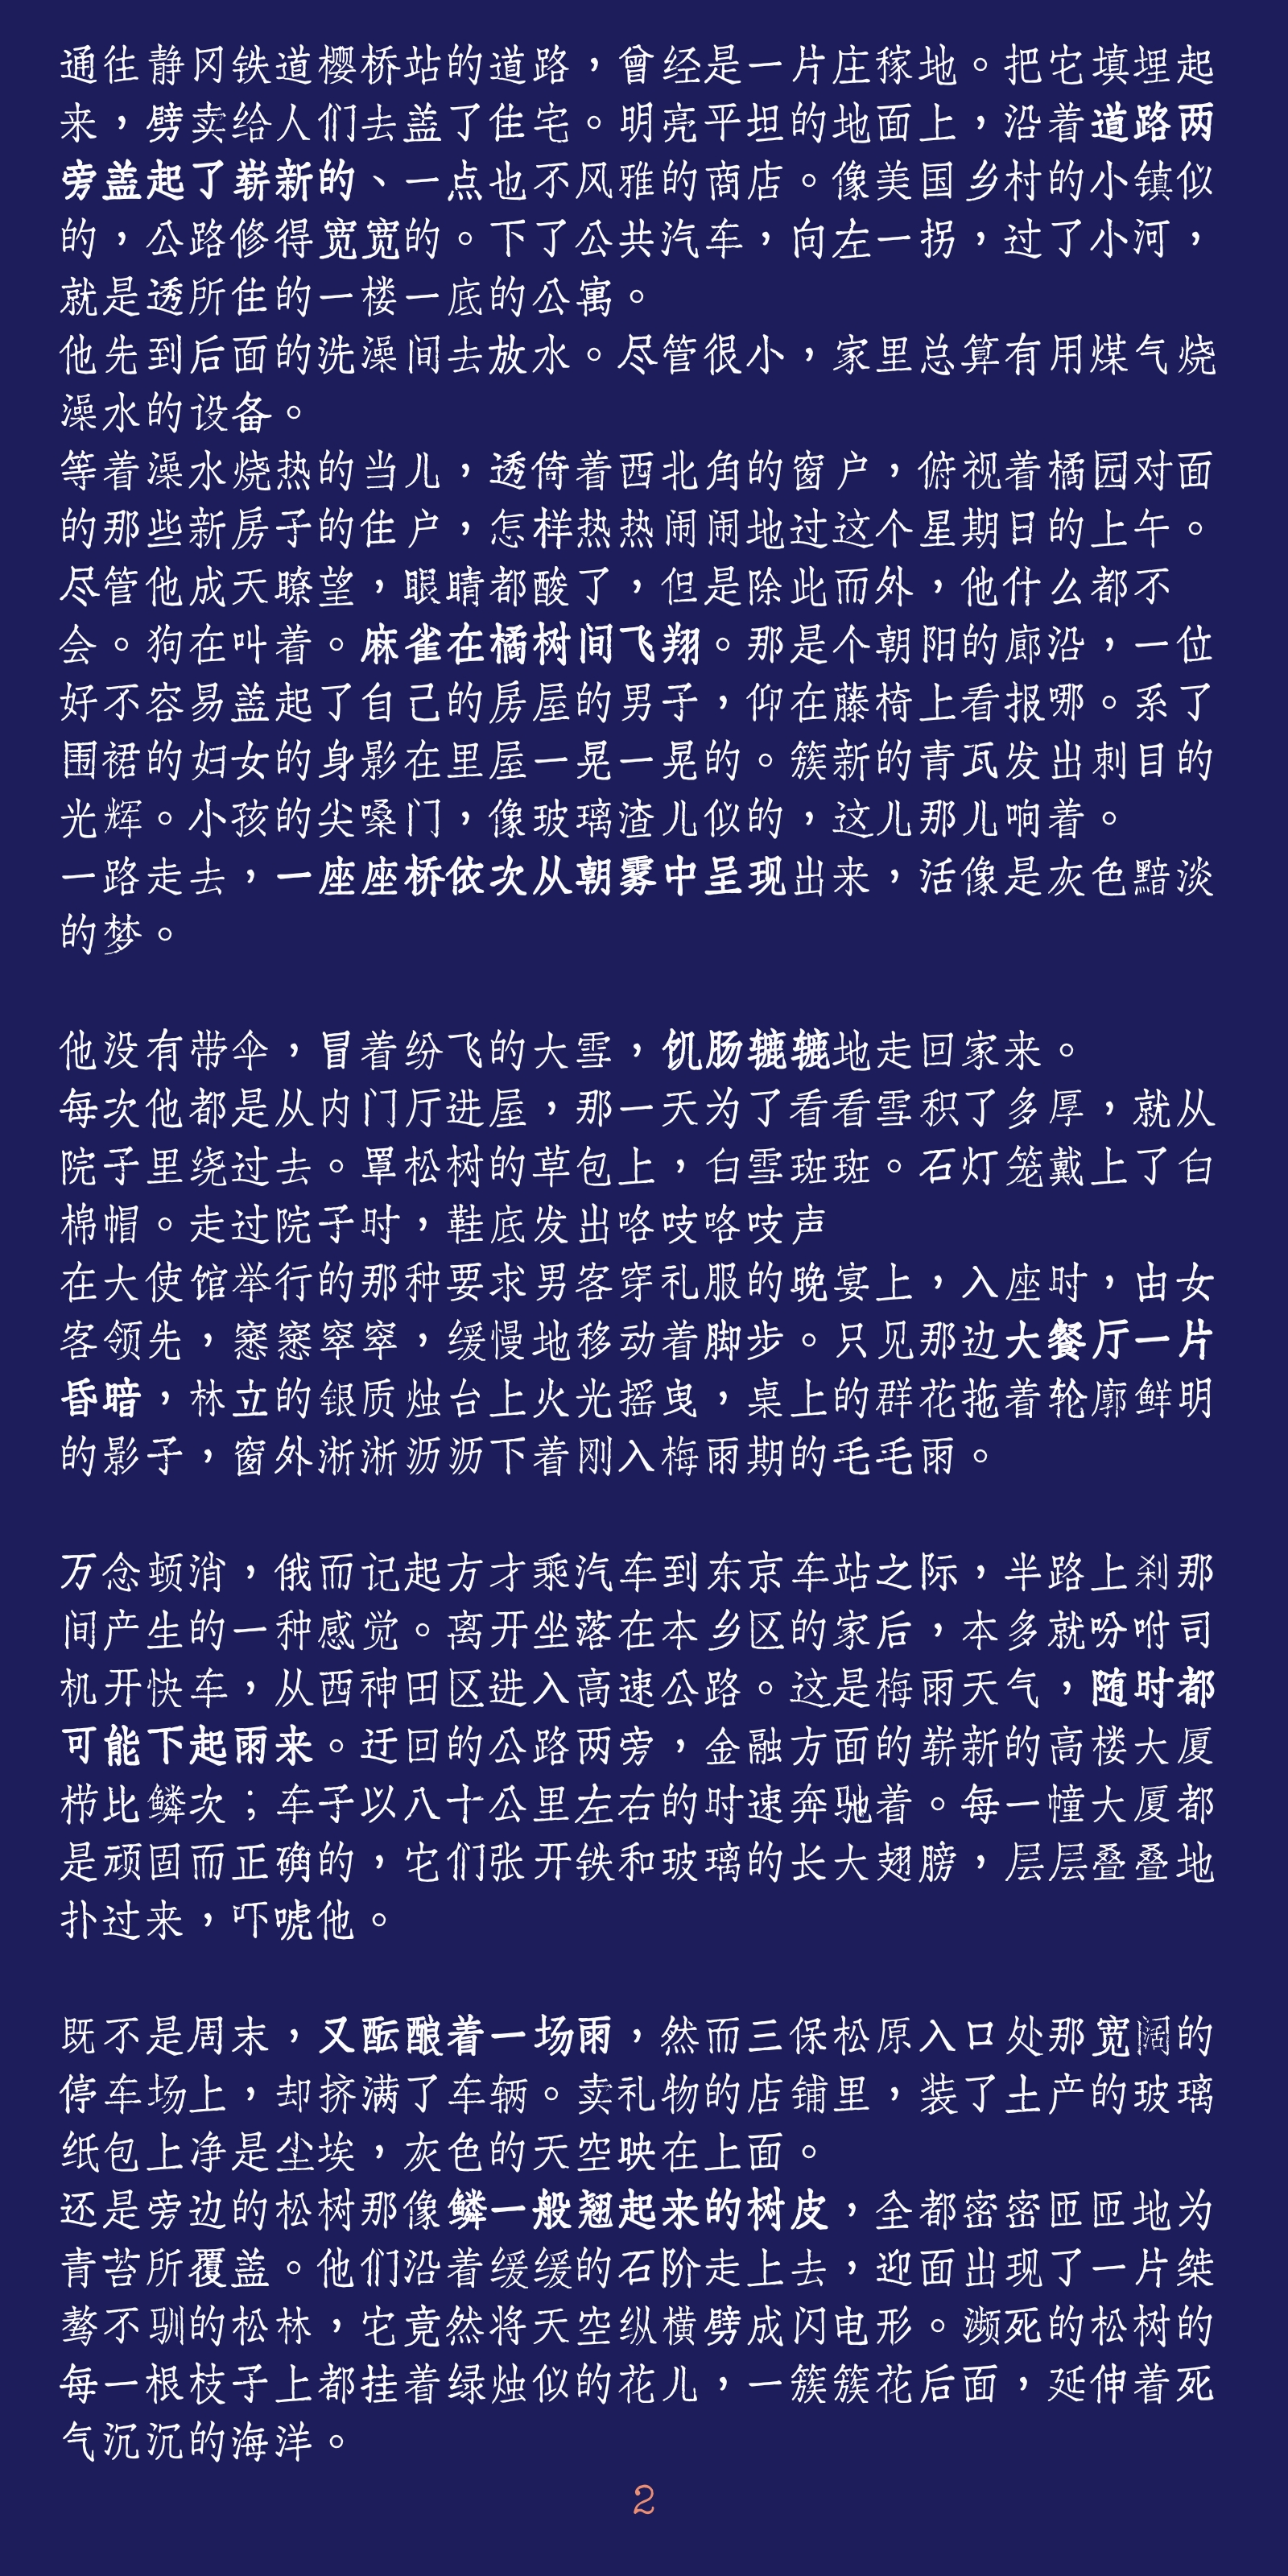 通往静冈铁道樱桥站的道路，曾经是一片庄稼地。把它填埋起
来，劈卖给人们去盖了住宅。明亮平坦的地面上，沿着道路两
旁盖起了崭新的、一点也不风雅的商店。像美国乡村的小镇似
的，公路修得宽宽的。下了公共汽车，向左一拐，过了小河，
就是透所住的一楼一底的公寓。
他先到后面的洗澡间去放水。尽管很小，家里总算有用煤气烧
澡水的设备。
等着澡水烧热的当儿，透倚着西北角的窗户，俯视着橘园对面
的那些新房子的住户，怎样热热闹闹地过这个星期日的上午。
尽管他成天瞭望，眼睛都酸了，但是除此而外，他什么都不
会。狗在叫着。麻雀在橘树间飞翔。那是个朝阳的廊沿，一位
好不容易盖起了自己的房屋的男子，仰在藤椅上看报哪。系了
围裙的妇女的身影在里屋一晃一晃的。簇新的青瓦发出刺目的
光辉。小孩的尖嗓门，像玻璃渣儿似的，这儿那儿响着。
一路走去，一座座桥依次从朝雾中呈现出来，活像是灰色黯淡
的梦。
他没有带伞，冒着纷飞的大雪，饥肠辘辘地走回家来。
每次他都是从内门厅进屋，那一天为了看看雪积了多厚，就从
院子里绕过去。罩松树的草包上，白雪斑斑。石灯笼戴上了白
棉帽。走过院子时，鞋底发出咯吱咯吱声
在大使馆举行的那种要求男客穿礼服的晚宴上，入座时，由女
客领先，窸窸窣窣，缓慢地移动着脚步。只见那边大餐厅一片
昏暗，林立的银质烛台上火光摇曳，桌上的群花拖着轮廓鲜明
的影子，窗外淅淅沥沥下着刚入梅雨期的毛毛雨。
万念顿消，俄而记起方才乘汽车到东京车站之际，半路上刹那
间产生的一种感觉。离开坐落在本乡区的家后，本多就吩咐司
机开快车，从西神田区进入高速公路。这是梅雨天气，随时都
可能下起雨来。迂回的公路两旁，金融方面的崭新的高楼大厦
栉比鳞次；车子以八十公里左右的时速奔驰着。每一幢大厦都
是顽固而正确的，它们张开铁和玻璃的长大翅膀，层层叠叠地
扑过来，吓唬他。
既不是周末，又酝酿着一场雨，然而三保松原入口处那宽阔的
停车场上，却挤满了车辆。卖礼物的店铺里，装了土产的玻璃
纸包上净是尘埃，灰色的天空映在上面。
还是旁边的松树那像鳞一般翘起来的树皮，全都密密匝匝地为
青苔所覆盖。他们沿着缓缓的石阶走上去，迎面出现了一片桀
骜不驯的松林，它竟然将天空纵横劈成闪电形。濒死的松树的
每一根枝子上都挂着绿烛似的花儿，一簇簇花后面，延伸着死
气沉沉的海洋。
2